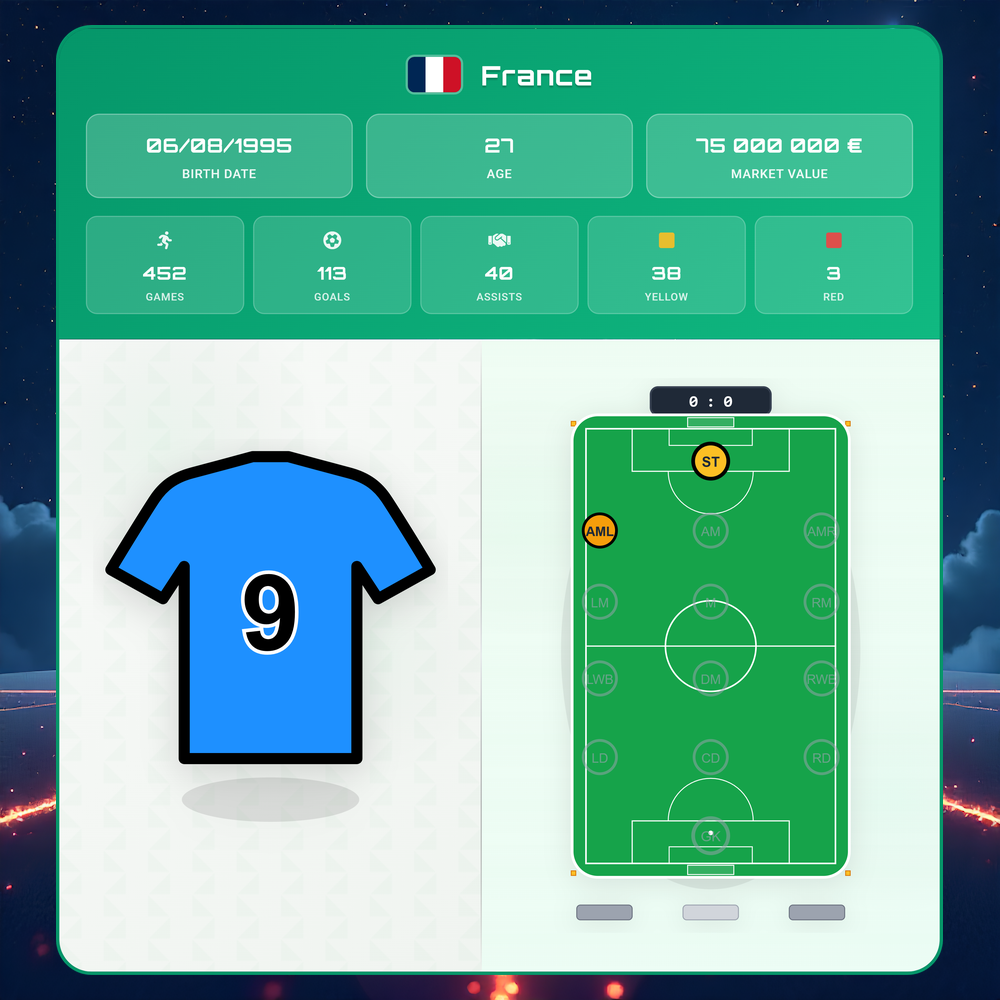 France
06/08/1995
27
75 000 000 €
BIRTH DATE
AGE
MARKET VALUE
452
113
40
38
3
GAMES
GOALS
ASSISTS
YELLOW
RED
0 : 0
ST
AML
AM
AMR
LM
M
RM
LWB
DM
RWB
LD
CD
RD
GK
9